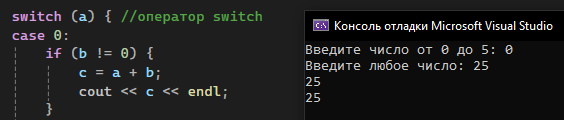 switch (a) { //оператор switch
case 0:
if (b != 0) {
c = a + b;
cout << c << endl;
}
Консоль отладки Microsoft Visual Studio
Введите число от 0 до 5: 0
Введите любое число: 25
25
25